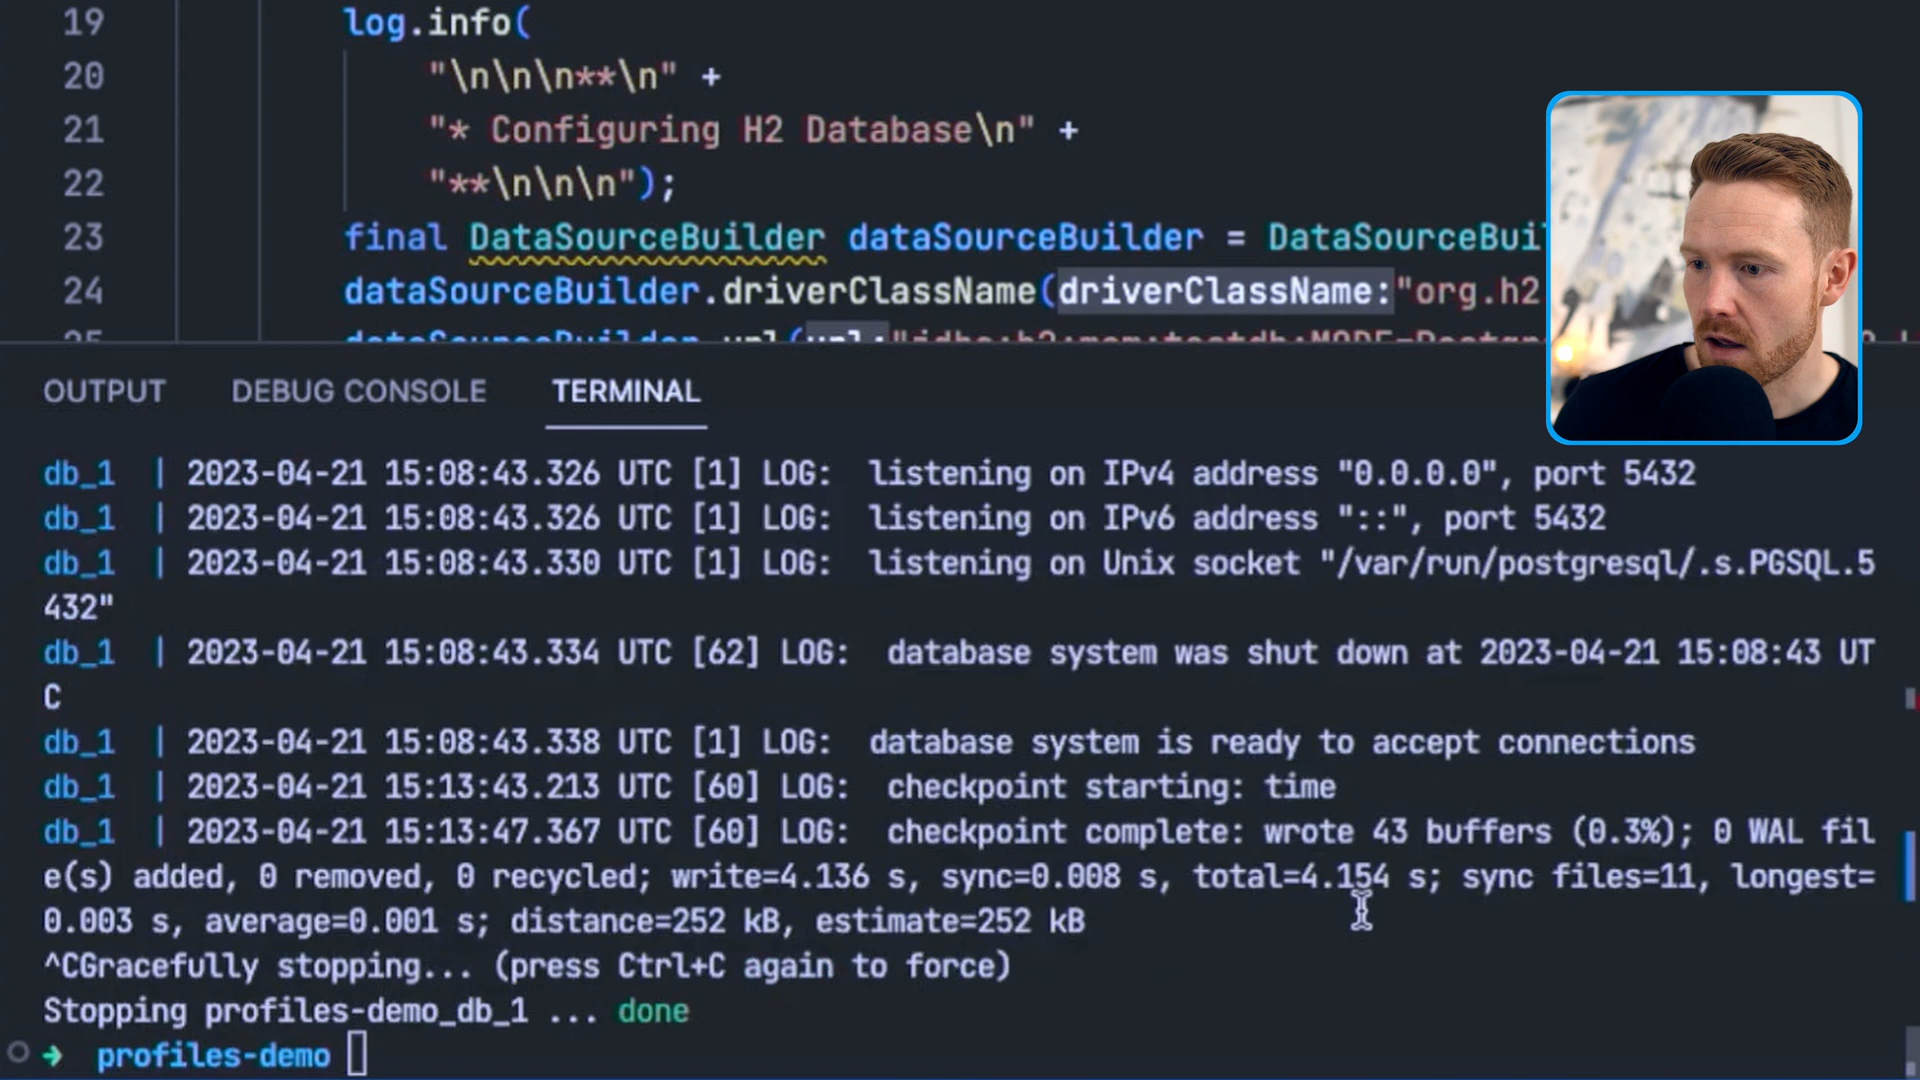 19 log.info(
20 "\n\n\n**\n" +
21 "* Configuring H2 Database\n" +
22 "**\n\n\n");
23 final DataSourceBuilder dataSourceBuilder = DataSourceBui
24 dataSourceBuilder.driverClassName(driverClassName:"org.h2
25 dataSourceBuilder.url(url:"jdbc:h2:mem:testdb;MODE=Postgr
OUTPUT DEBUG CONSOLE TERMINAL
db_1 | 2023-04-21 15:08:43.326 UTC [1] LOG: listening on IPv4 address "0.0.0.0", port 5432
db_1 | 2023-04-21 15:08:43.326 UTC [1] LOG: listening on IPv6 address "::", port 5432
db_1 | 2023-04-21 15:08:43.330 UTC [1] LOG: listening on Unix socket "/var/run/postgresql/.s.PGSQL.5
432"
db_1 | 2023-04-21 15:08:43.334 UTC [62] LOG: database system was shut down at 2023-04-21 15:08:43 UT
C
db_1 | 2023-04-21 15:08:43.338 UTC [1] LOG: database system is ready to accept connections
db_1 | 2023-04-21 15:13:43.213 UTC [60] LOG: checkpoint starting: time
db_1 | 2023-04-21 15:13:47.367 UTC [60] LOG: checkpoint complete: wrote 43 buffers (0.3%); 0 WAL fil
e(s) added, 0 removed, 0 recycled; write=4.136 s, sync=0.008 s, total=4.154 s; sync files=11, longest=
0.003 s, average=0.001 s; distance=252 kB, estimate=252 kB
^CGracefully stopping... (press Ctrl+C again to force)
Stopping profiles-demo_db_1 ... done
➜ profiles-demo